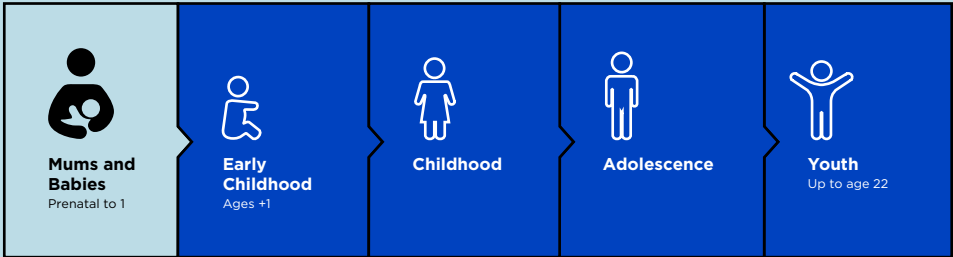 Mums and
Babies
Prenatal to 1
Early
Childhood
Ages +1
Childhood
Adolescence
Youth
Up to age 22